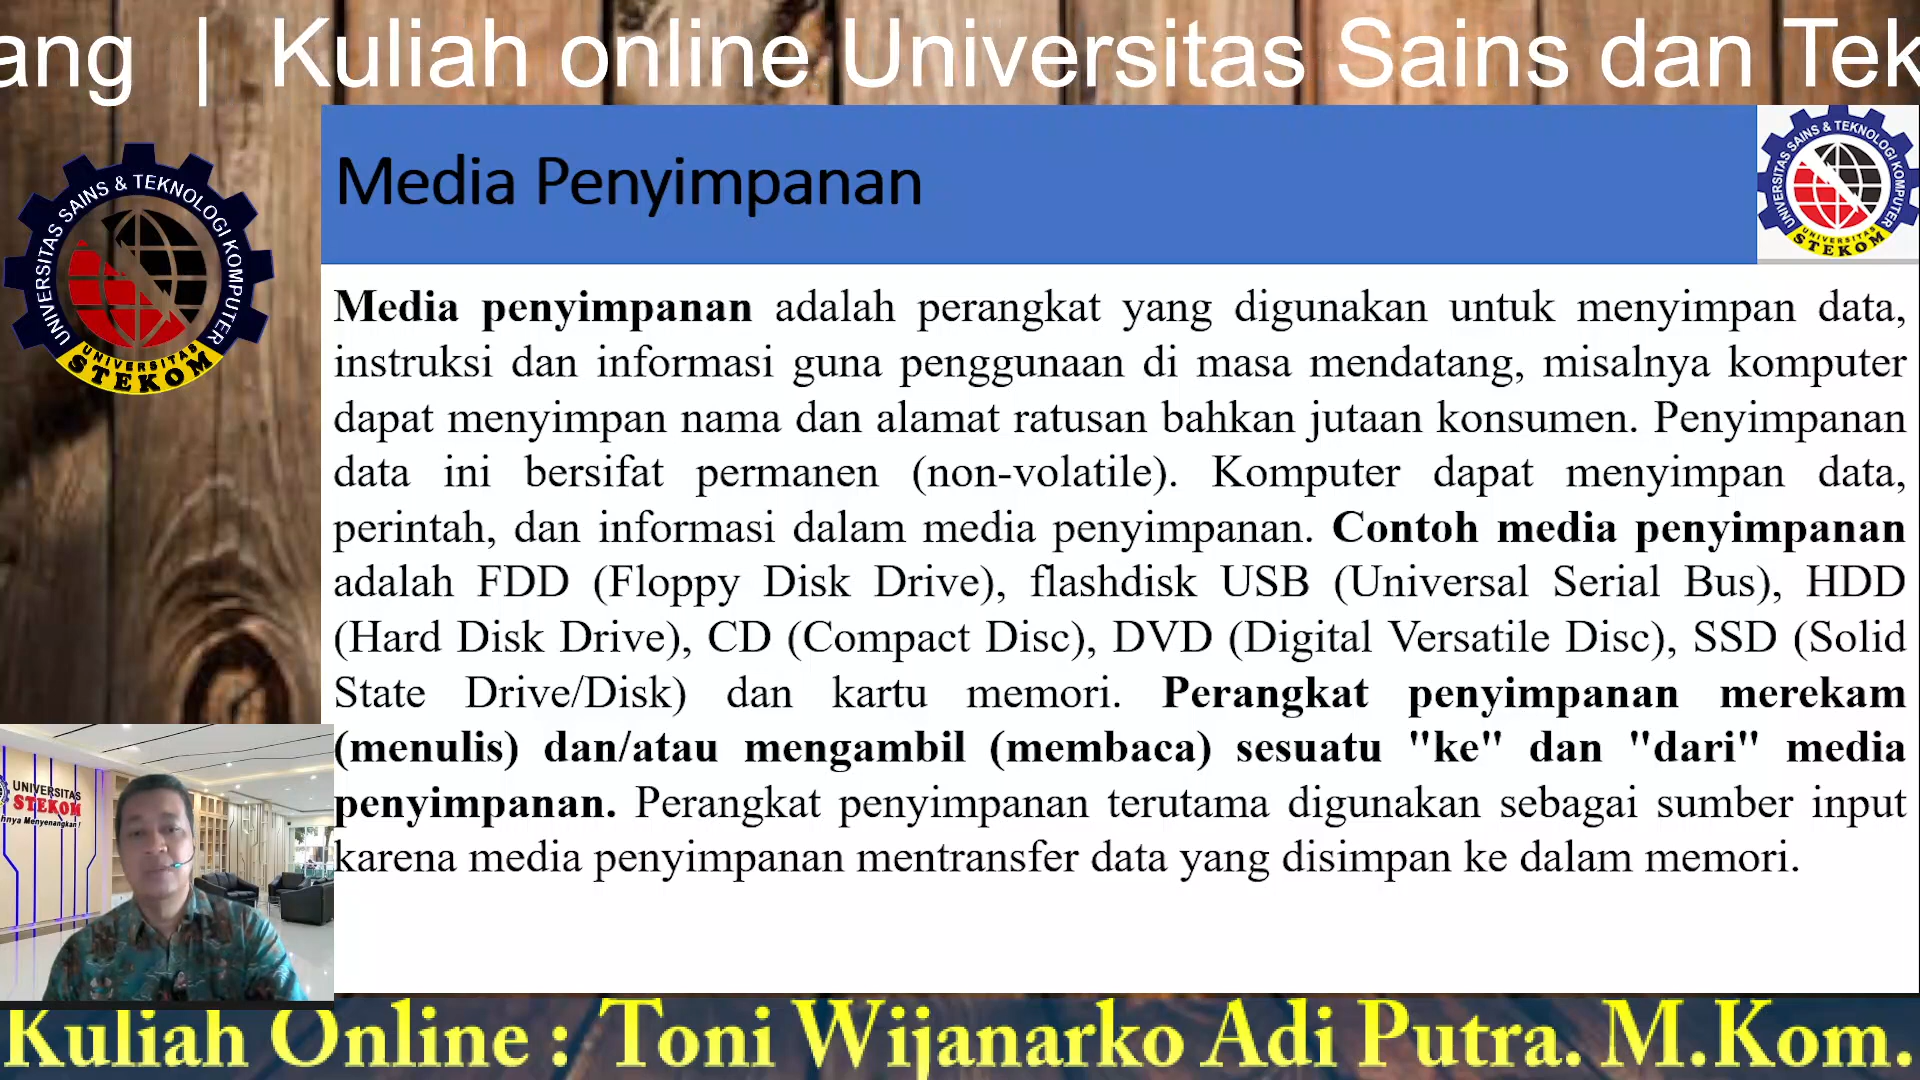 ang | Kuliah online Universitas Sains dan Tek
Media Penyimpanan
UNIVERSITAS SAINS & TEKNOLOGI KOMPUTER
UNIVERSITAS
STEKOM
UNIVERSITAS SAINS & TEKNOLOGI KOMPUTER
UNIVERSITAS
STEKOM
Media penyimpanan adalah perangkat yang digunakan untuk menyimpan data,
instruksi dan informasi guna penggunaan di masa mendatang, misalnya komputer
dapat menyimpan nama dan alamat ratusan bahkan jutaan konsumen. Penyimpanan
data ini bersifat permanen (non-volatile). Komputer dapat menyimpan data,
perintah, dan informasi dalam media penyimpanan. Contoh media penyimpanan
adalah FDD (Floppy Disk Drive), flashdisk USB (Universal Serial Bus), HDD
(Hard Disk Drive), CD (Compact Disc), DVD (Digital Versatile Disc), SSD (Solid
State Drive/Disk) dan kartu memori. Perangkat penyimpanan merekam
(menulis) dan/atau mengambil (membaca) sesuatu "ke" dan "dari" media
penyimpanan. Perangkat penyimpanan terutama digunakan sebagai sumber input
karena media penyimpanan mentransfer data yang disimpan ke dalam memori.
UNIVERSITAS
STEKOM
hnya Menyenangkan!
Kuliah Online : Toni Wijanarko Adi Putra. M.Kom.